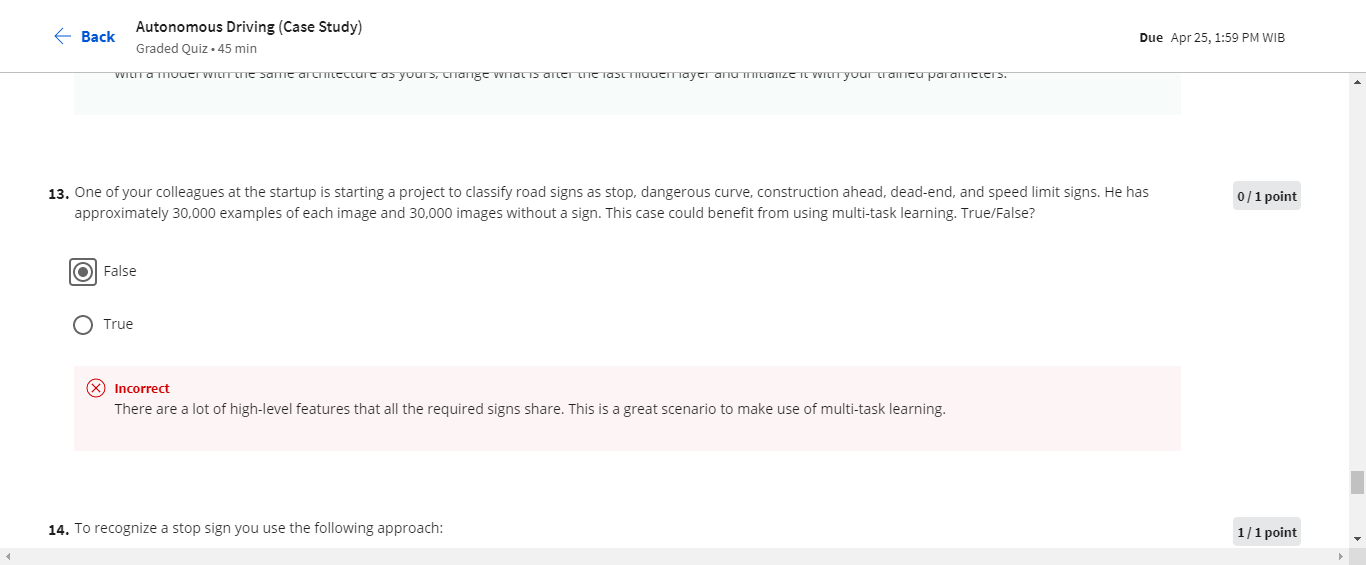 Back
Autonomous Driving (Case Study)
Graded Quiz • 45 min
Due Apr 25, 1:59 PM WIB
with a model with the same architecture as yours, change what is after the last hidden layer and initialize it with your trained parameters.
13. One of your colleagues at the startup is starting a project to classify road signs as stop, dangerous curve, construction ahead, dead-end, and speed limit signs. He has
approximately 30,000 examples of each image and 30,000 images without a sign. This case could benefit from using multi-task learning. True/False?
0 / 1 point
False
True
Incorrect
There are a lot of high-level features that all the required signs share. This is a great scenario to make use of multi-task learning.
14. To recognize a stop sign you use the following approach:
1 / 1 point